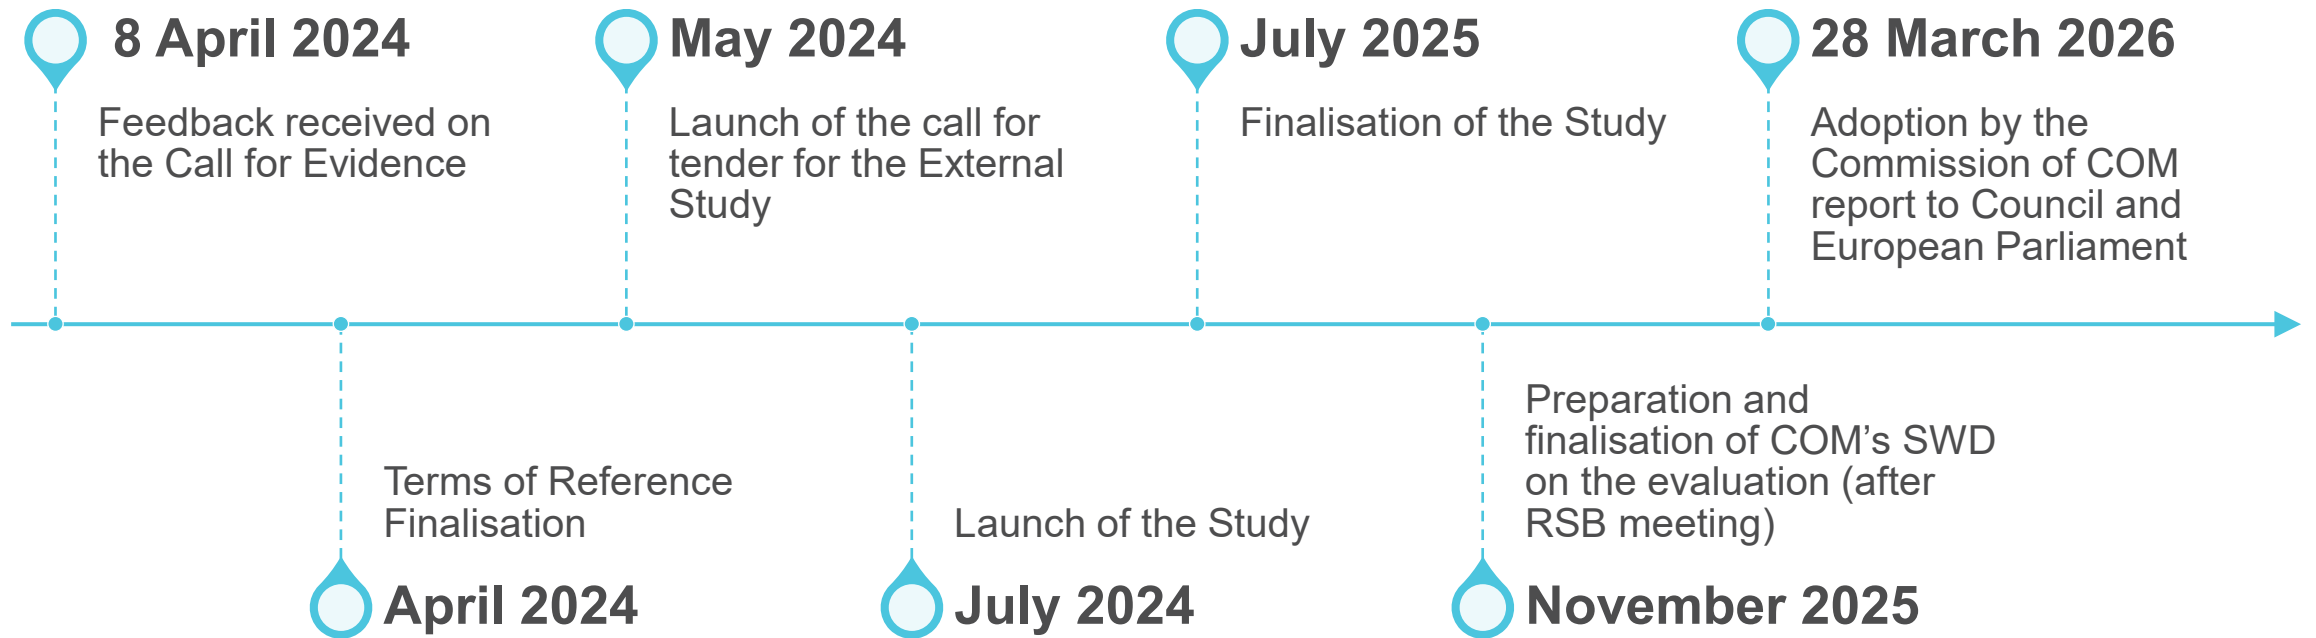 8 April 2024
Feedback received on
the Call for Evidence
Terms of Reference
Finalisation
April 2024
May 2024
Launch of the call for
tender for the External
Study
Launch of the Study
July 2024
July 2025
Finalisation of the Study
Preparation and
finalisation of COM’s SWD
on the evaluation (after
RSB meeting)
November 2025
28 March 2026
Adoption by the
Commission of COM
report to Council and
European Parliament